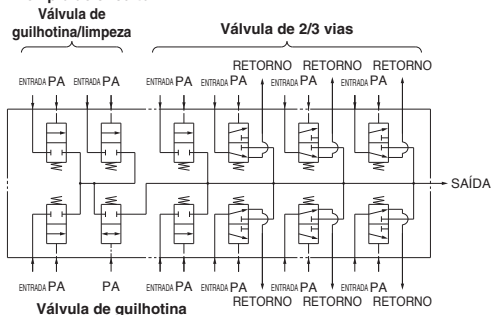 Válvula de
guilhotina/limpeza
Válvula de 2/3 vias
RETORNO RETORNO RETORNO
ENTRADA PA ENTRADA PA ENTRADA PA ENTRADA PA ENTRADA PA ENTRADA PA
SAÍDA
ENTRADA PA PA ENTRADA PA ENTRADA PA ENTRADA PA ENTRADA PA
RETORNO RETORNO RETORNO
Válvula de guilhotina